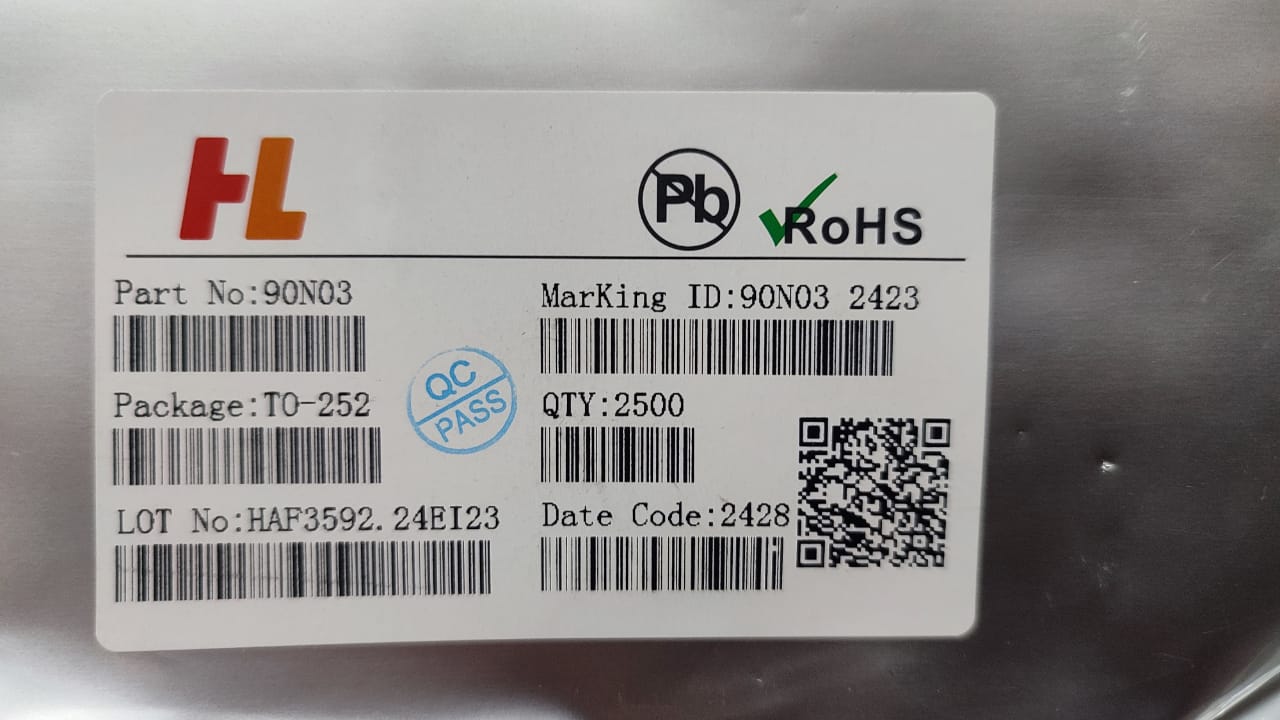 HL
Pb
RoHS
Part No:90N03
MarKing ID:90N03 2423
Package:TO-252
QC
PASS
QTY:2500
LOT No:HAF3592.24EI23
Date Code:2428